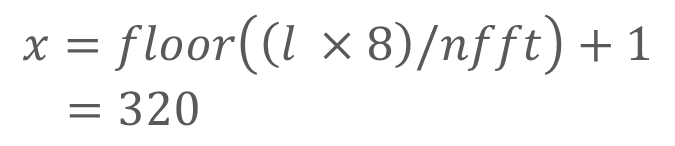 x = floor((l × 8)/nfft) + 1
= 320